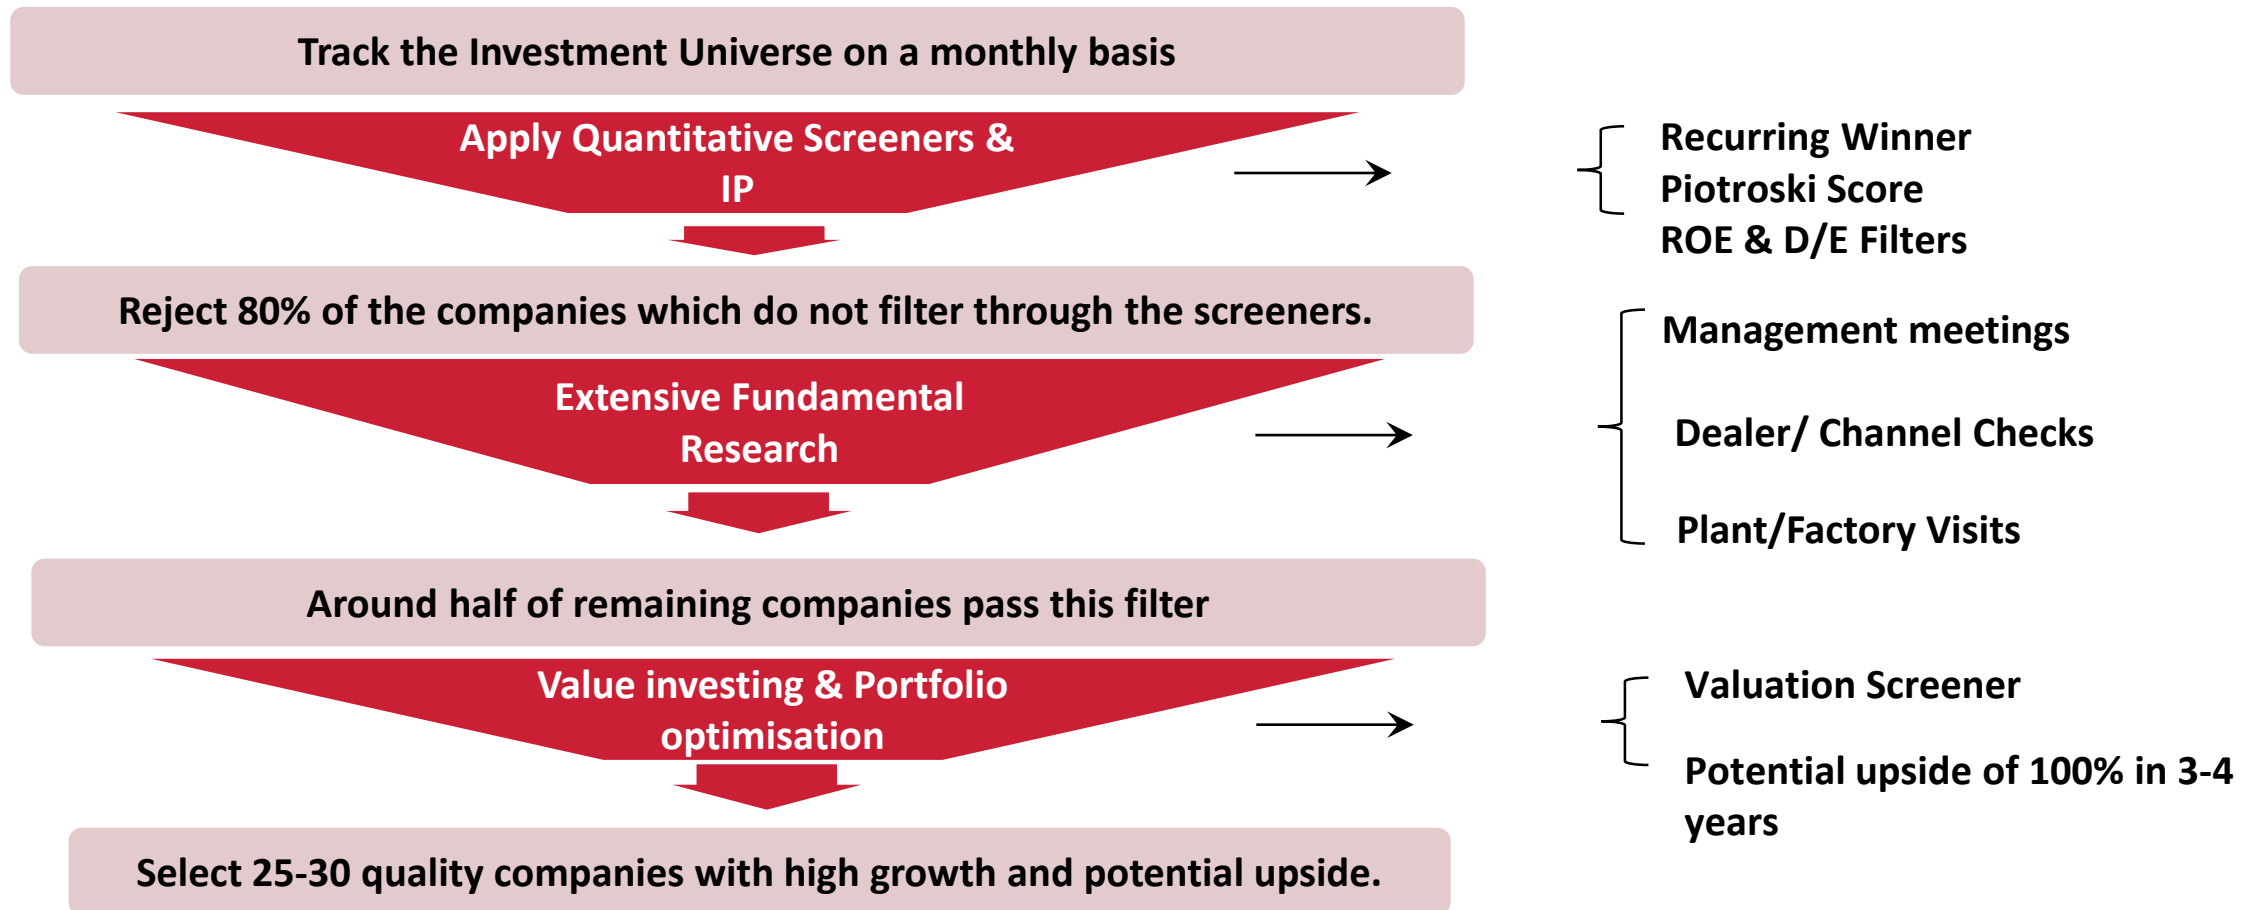 Track the Investment Universe on a monthly basis
Apply Quantitative Screeners &
IP
Recurring Winner
Piotroski Score
ROE & D/E Filters
Reject 80% of the companies which do not filter through the screeners.
Extensive Fundamental
Research
Management meetings
Dealer/ Channel Checks
Plant/Factory Visits
Around half of remaining companies pass this filter
Value investing & Portfolio
optimisation
Valuation Screener
Potential upside of 100% in 3-4
years
Select 25-30 quality companies with high growth and potential upside.